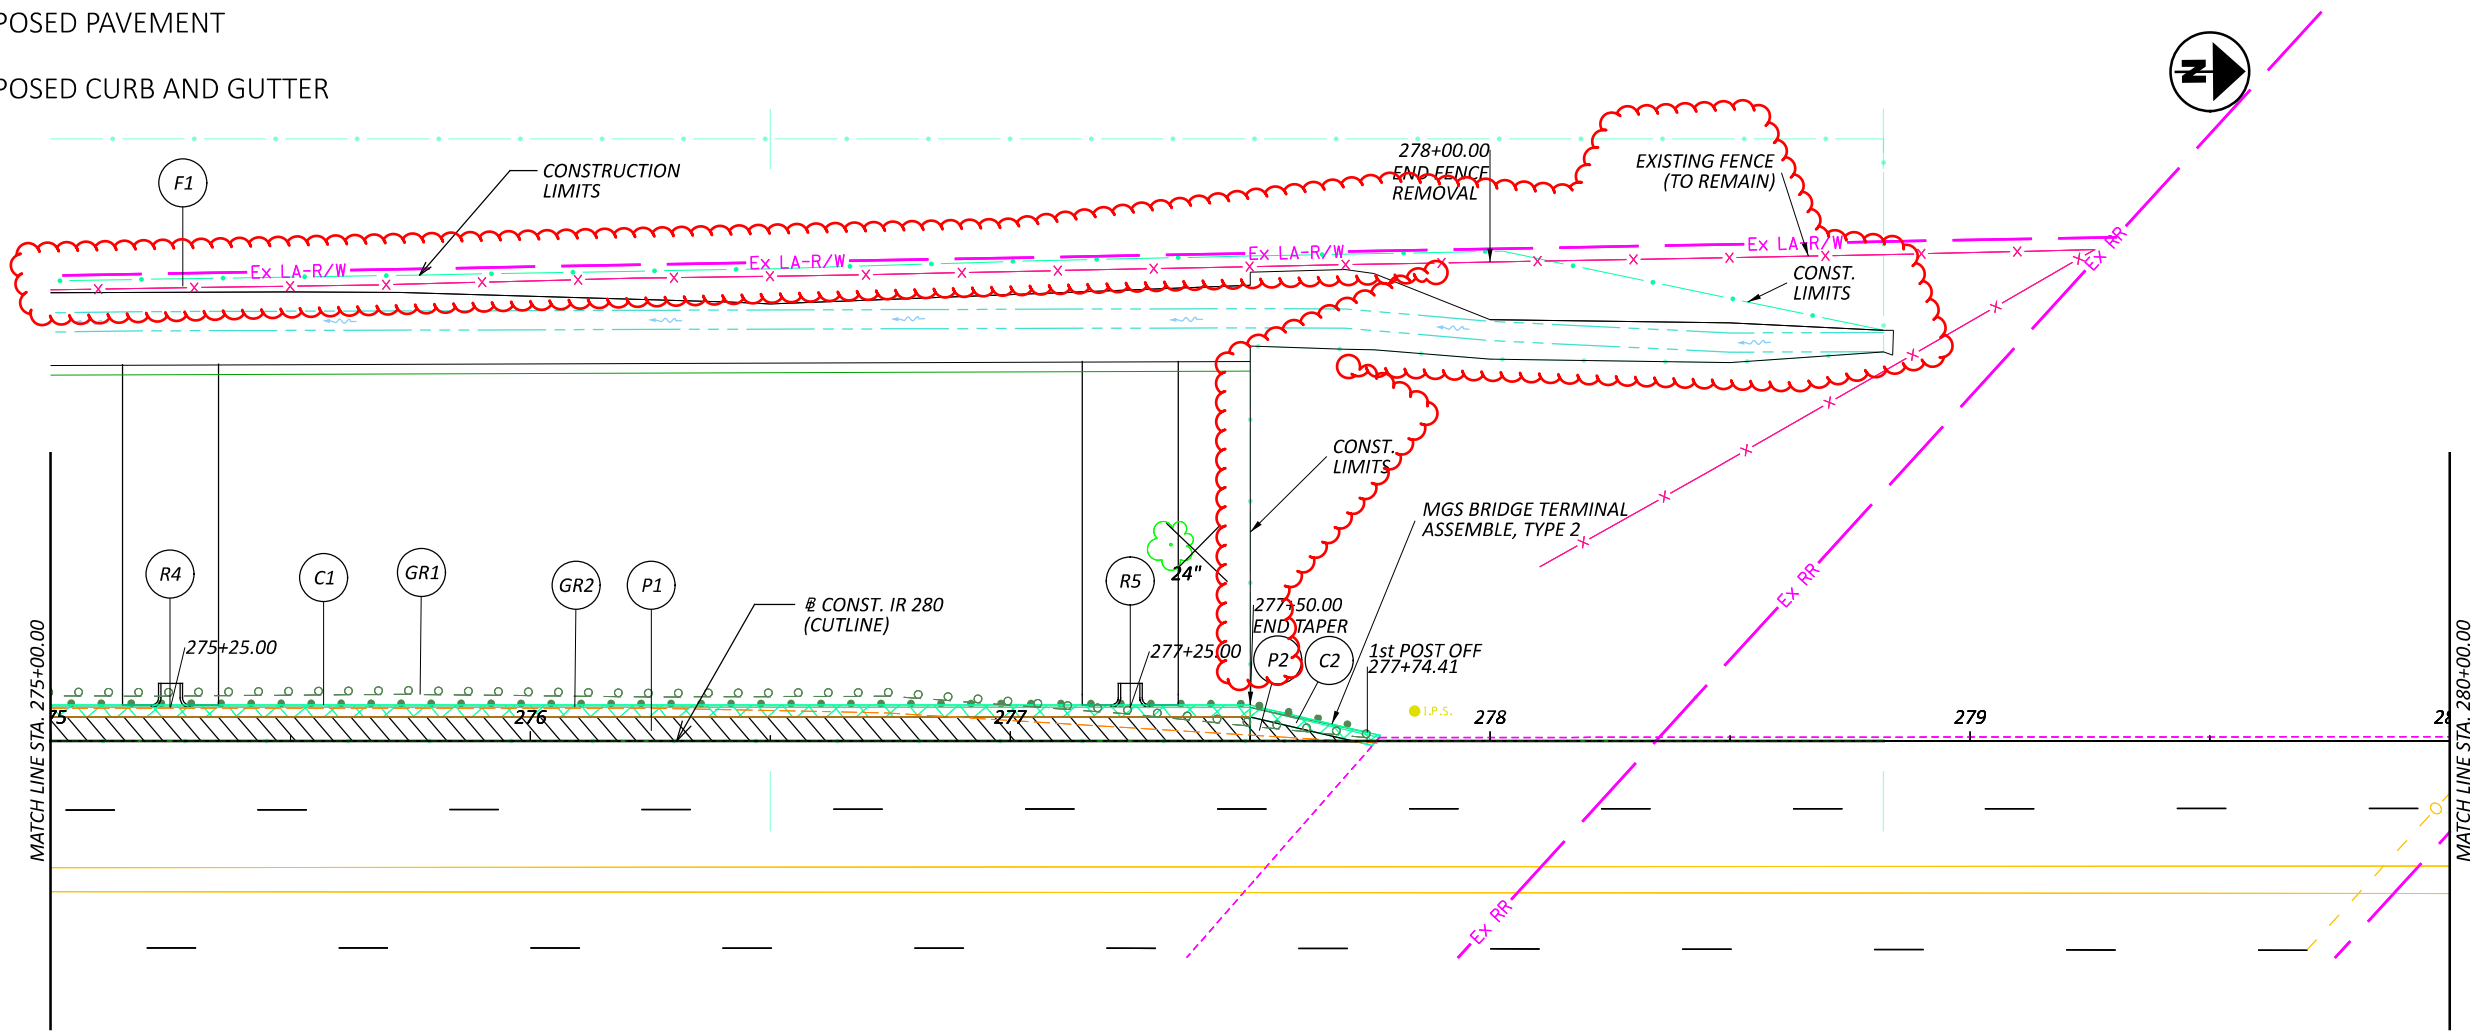 POSED PAVEMENT
POSED CURB AND GUTTER
N
F1
CONSTRUCTION
LIMITS
278+00.00
END FENCE
REMOVAL
EXISTING FENCE
(TO REMAIN)
Ex LA-R/W
Ex LA-R/W
Ex LA-R/W
Ex LA-R/W
Ex RR
CONST.
LIMITS
CONST.
LIMITS
MGS BRIDGE TERMINAL
ASSEMBLE, TYPE 2
R4
C1
GR1
GR2
P1
R5
24"
Ex RR
275+25.00
CONST. IR 280
(CUTLINE)
277+50.00
END TAPER
277+25.00
P2
C2
1st POST OFF
277+74.41
I.P.S.
75
276
277
278
279
28
MATCH LINE STA. 275+00.00
MATCH LINE STA. 280+00.00
Ex RR